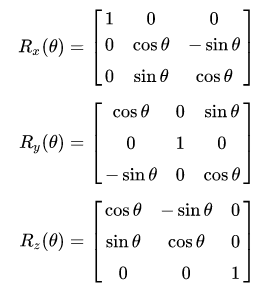 R_x(θ) = [ 1 0 0
0 cos θ − sin θ
0 sin θ cos θ ]
R_y(θ) = [ cos θ 0 sin θ
0 1 0
− sin θ 0 cos θ ]
R_z(θ) = [ cos θ − sin θ 0
sin θ cos θ 0
0 0 1 ]